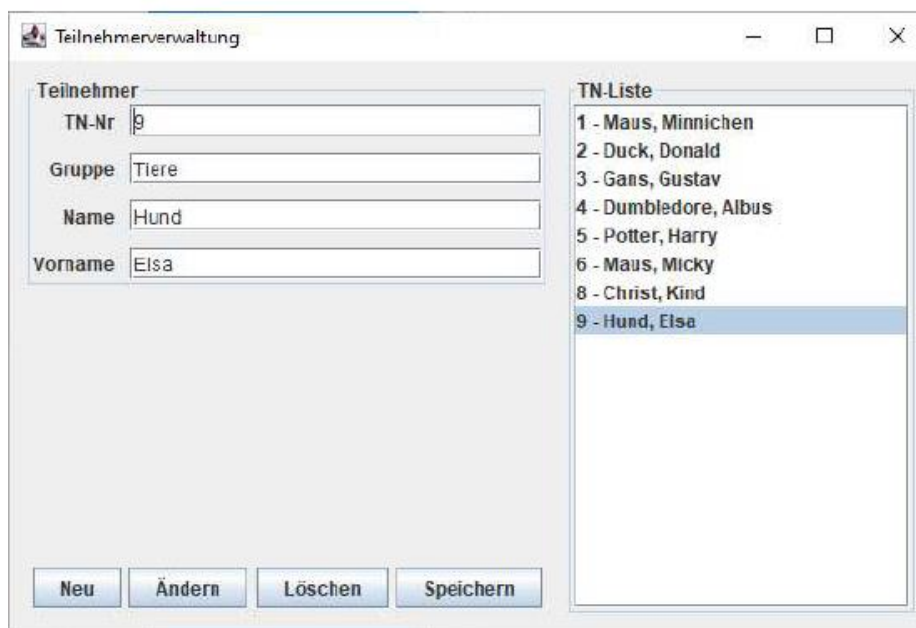 Teilnehmerverwaltung
Teilnehmer
TN-Nr 9
Gruppe Tiere
Name Hund
Vorname Elsa
Neu Ändern Löschen Speichern
TN-Liste
1 - Maus, Minnichen
2 - Duck, Donald
3 - Gans, Gustav
4 - Dumbledore, Albus
5 - Potter, Harry
6 - Maus, Micky
8 - Christ, Kind
9 - Hund, Elsa